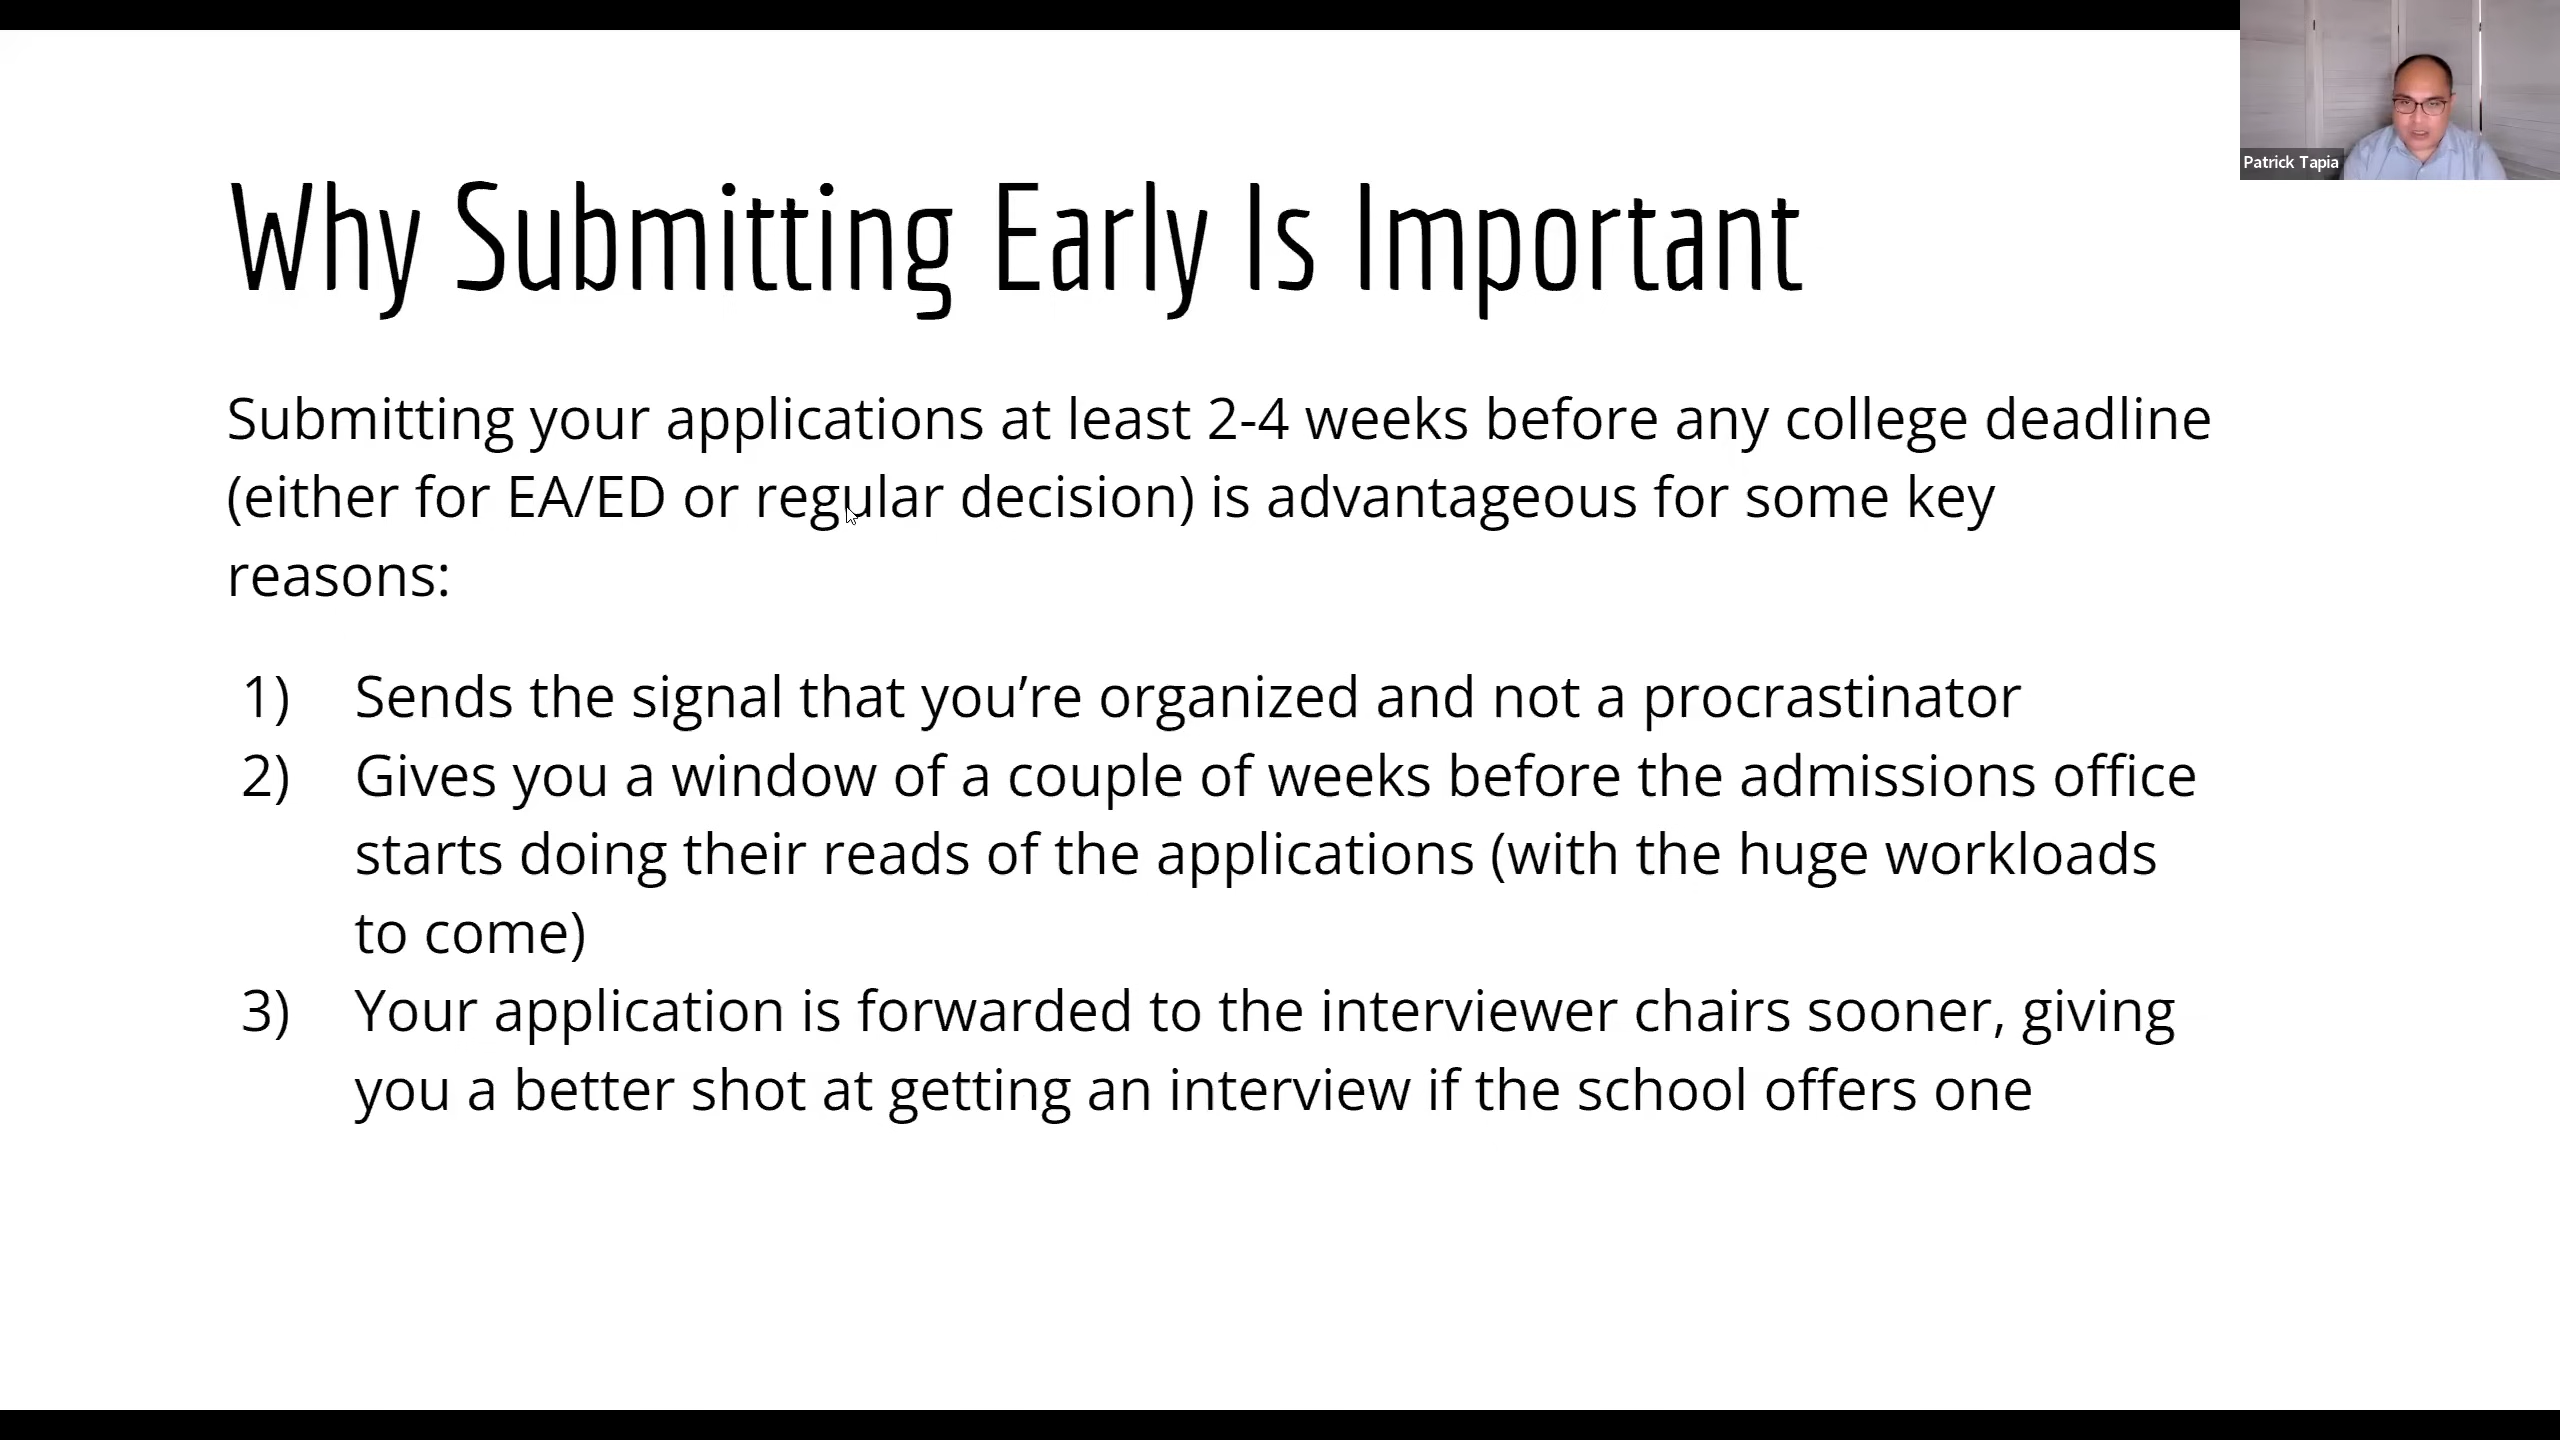 Patrick Tapia
Why Submitting Early Is Important
Submitting your applications at least 2-4 weeks before any college deadline
(either for EA/ED or regular decision) is advantageous for some key
reasons:
1) Sends the signal that you’re organized and not a procrastinator
2) Gives you a window of a couple of weeks before the admissions office
starts doing their reads of the applications (with the huge workloads
to come)
3) Your application is forwarded to the interviewer chairs sooner, giving
you a better shot at getting an interview if the school offers one